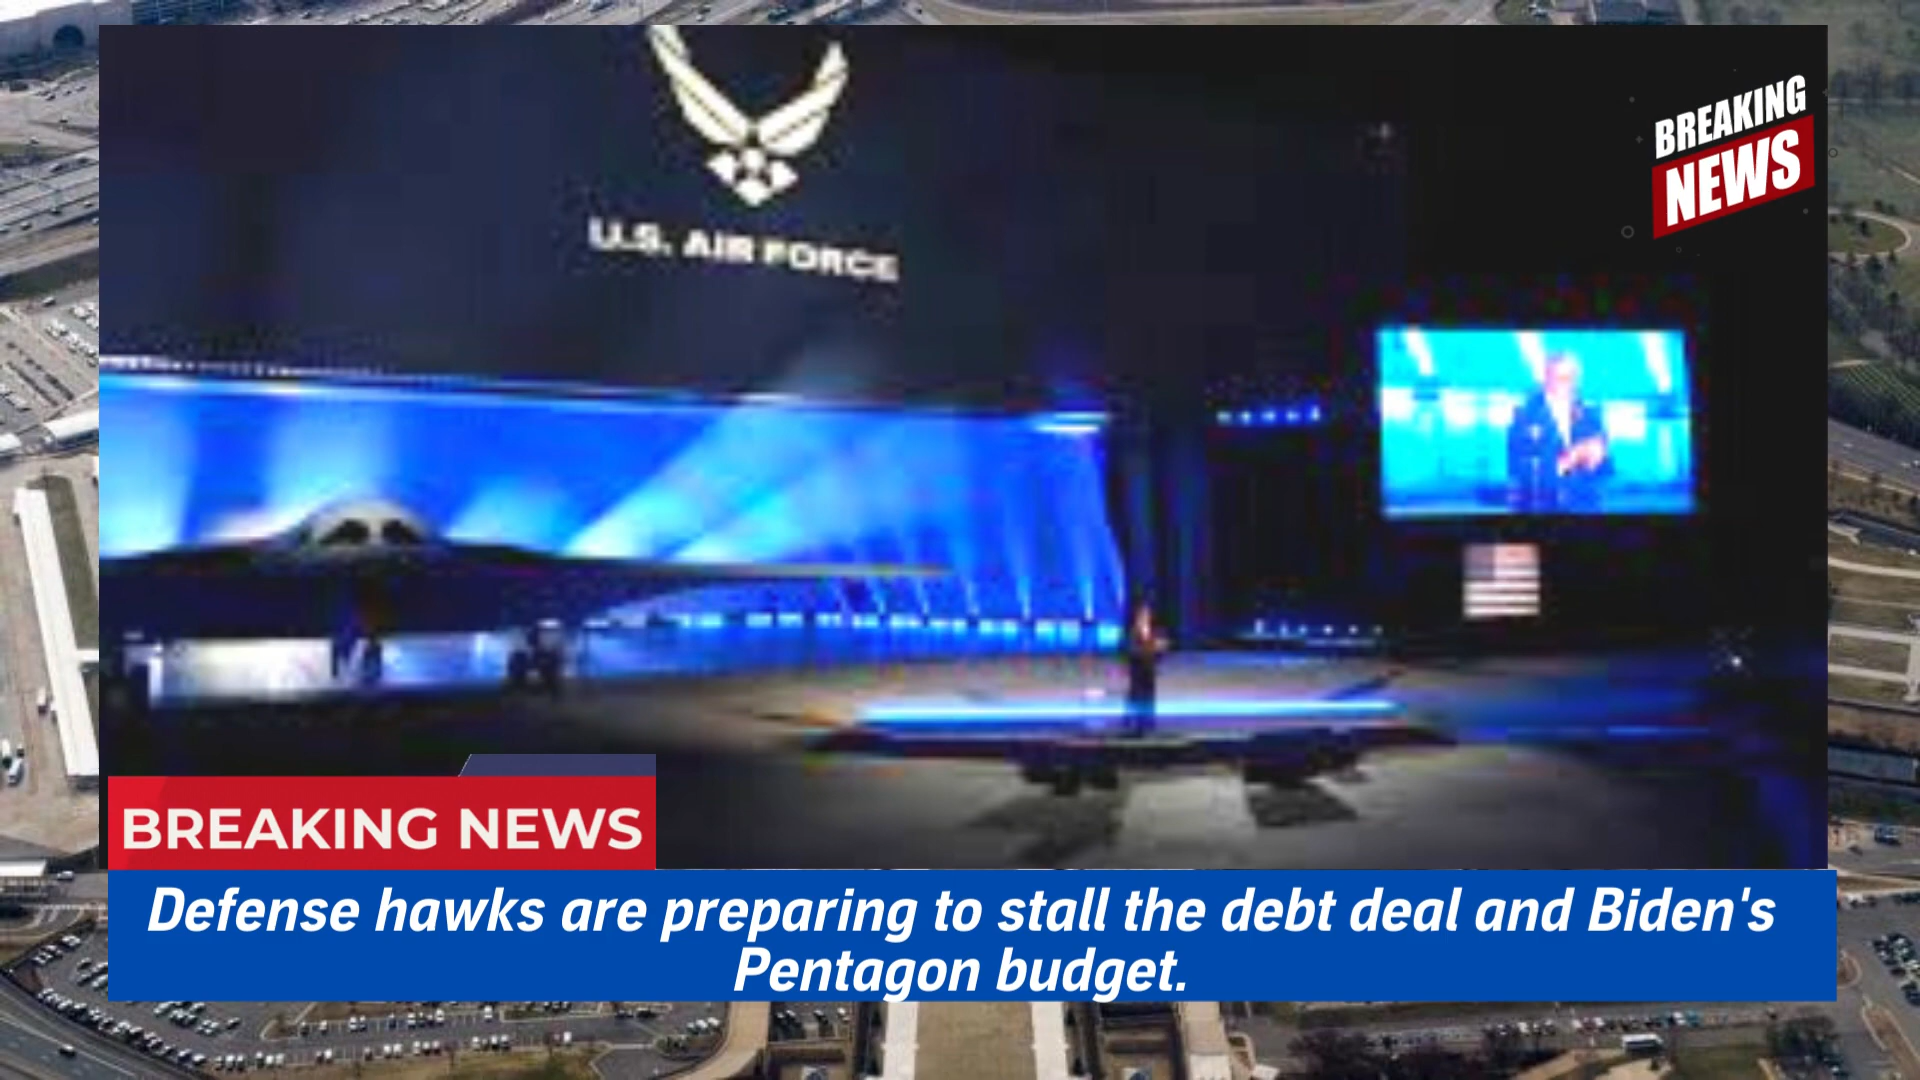 BREAKING
NEWS
U.S. AIR FORCE
BREAKING NEWS
Defense hawks are preparing to stall the debt deal and Biden's
Pentagon budget.